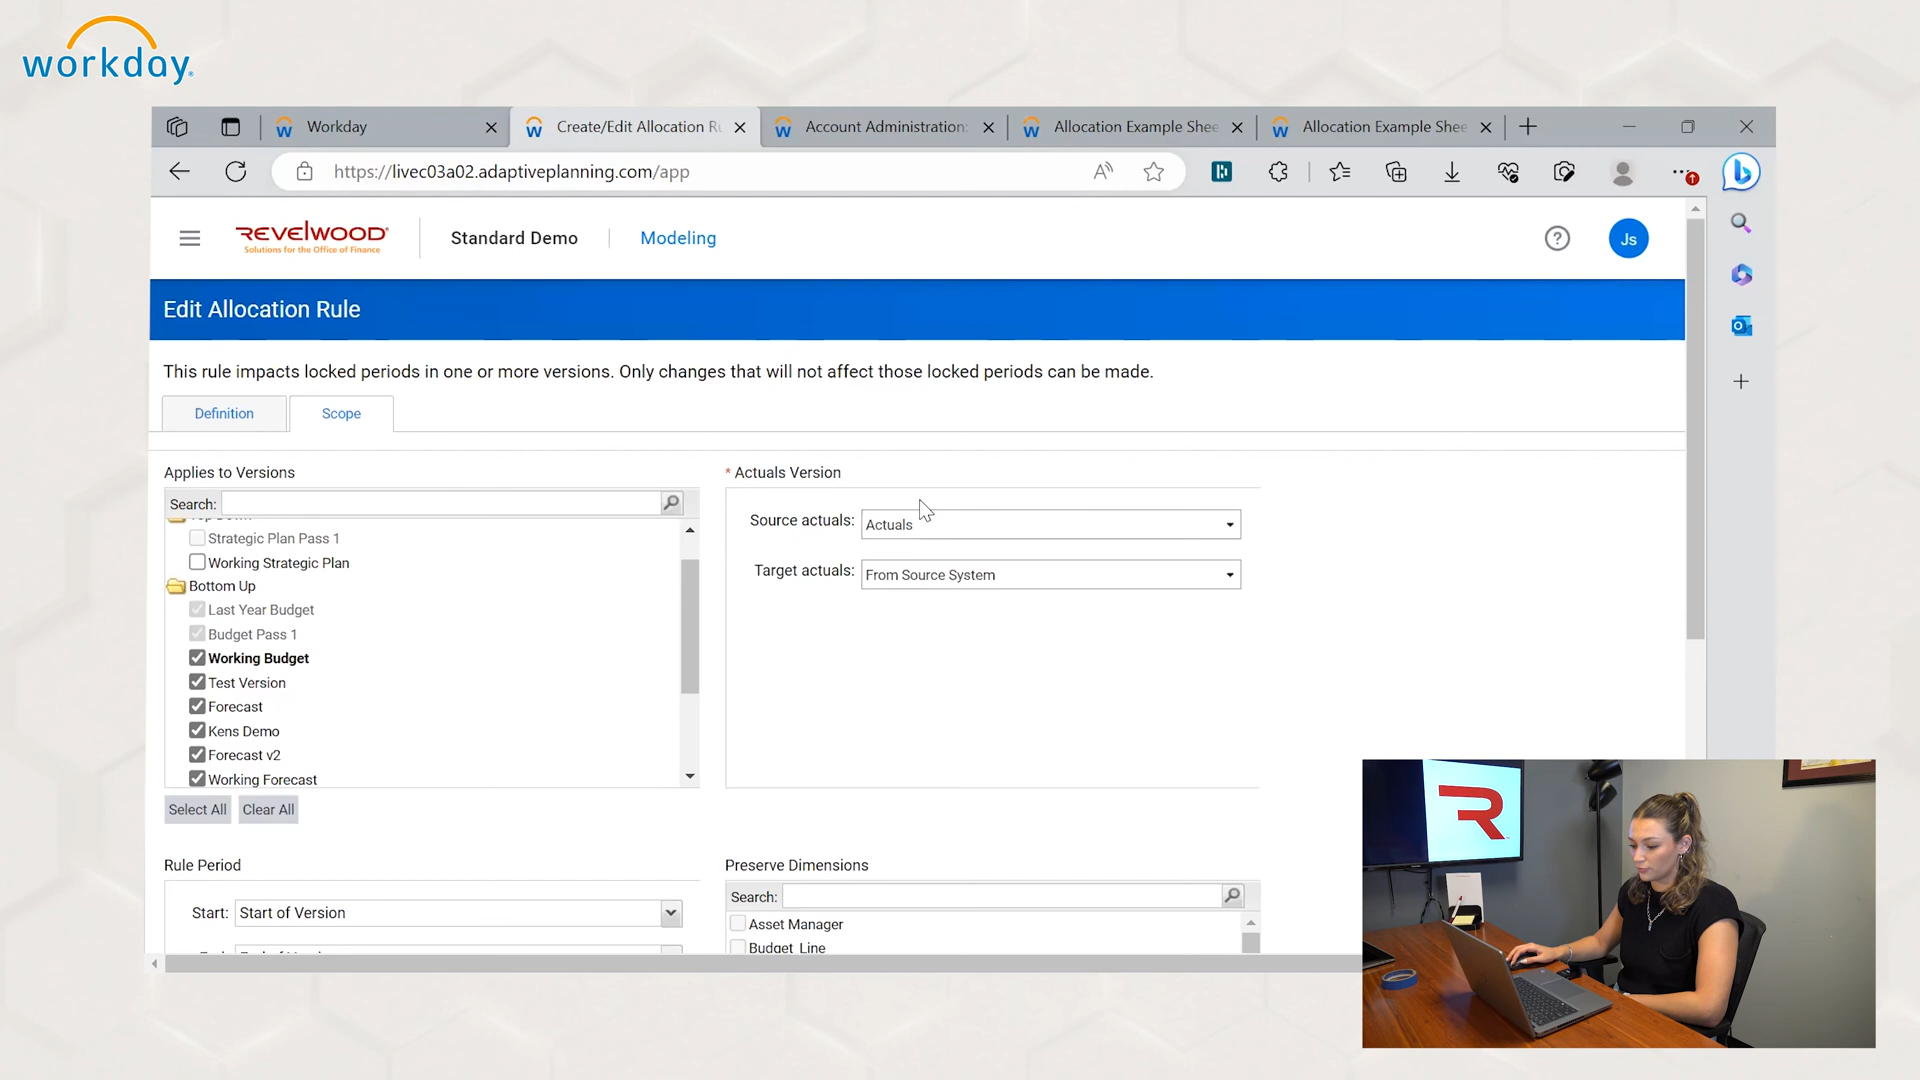 workday
Workday
Create/Edit Allocation Ru
Account Administration:
Allocation Example Shee
Allocation Example Shee
https://livec03a02.adaptiveplanning.com/app
REVELWOOD
Solutions for the Office of Finance
Standard Demo
Modeling
Js
Edit Allocation Rule
This rule impacts locked periods in one or more versions. Only changes that will not affect those locked periods can be made.
Definition
Scope
Applies to Versions
Search:
Strategic Plan Pass 1
Working Strategic Plan
Bottom Up
Last Year Budget
Budget Pass 1
Working Budget
Test Version
Forecast
Kens Demo
Forecast v2
Working Forecast
Select All
Clear All
* Actuals Version
Source actuals:
Actuals
Target actuals:
From Source System
Rule Period
Start:
Start of Version
Preserve Dimensions
Search:
Asset Manager
Budget Line
R